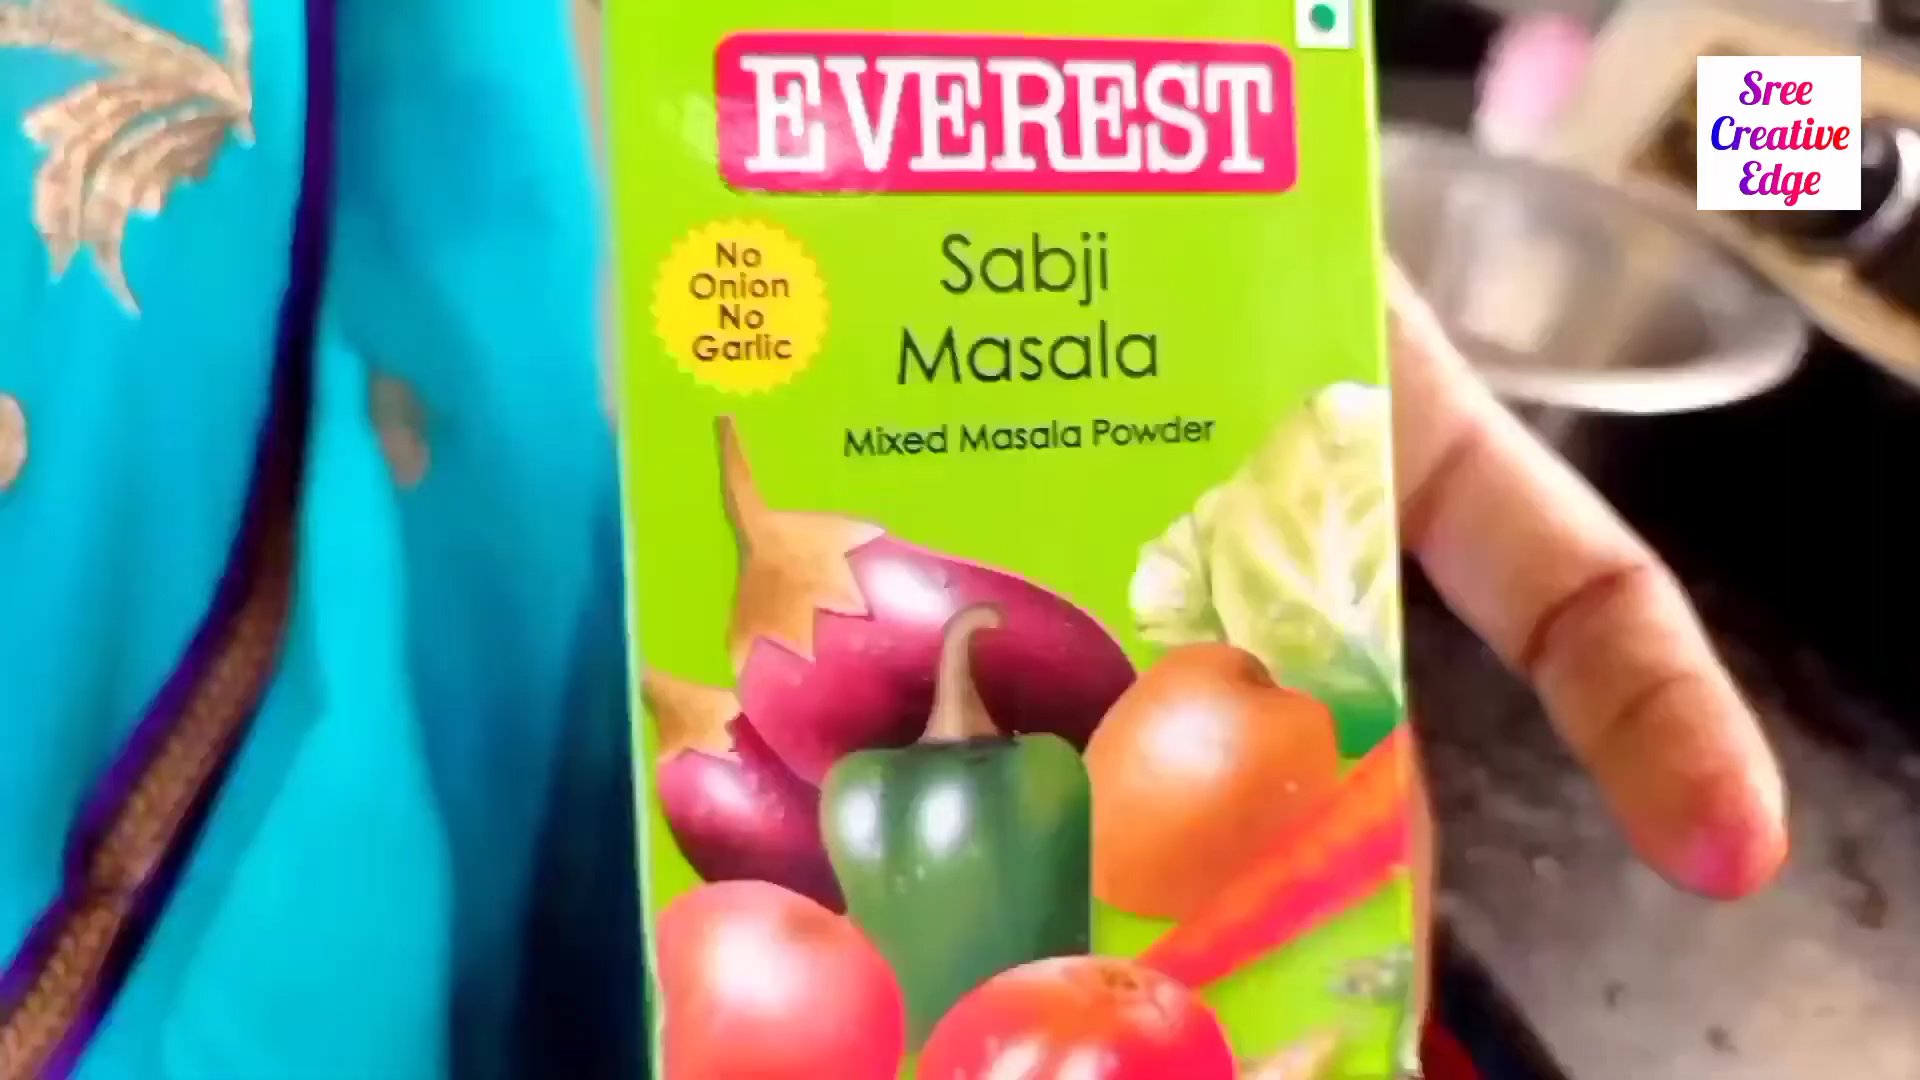 EVEREST
No
Onion
No
Garlic
Sabji
Masala
Mixed Masala Powder
Sree
Creative
Edge